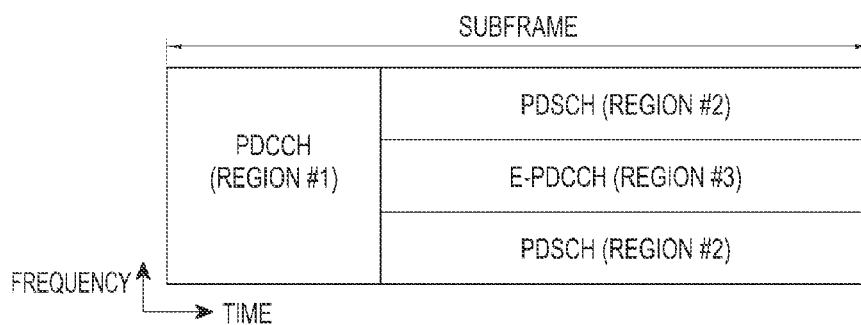 SUBFRAME
PDCCH
(REGION #1)
PDSCH (REGION #2)
E-PDCCH (REGION #3)
PDSCH (REGION #2)
FREQUENCY
TIME